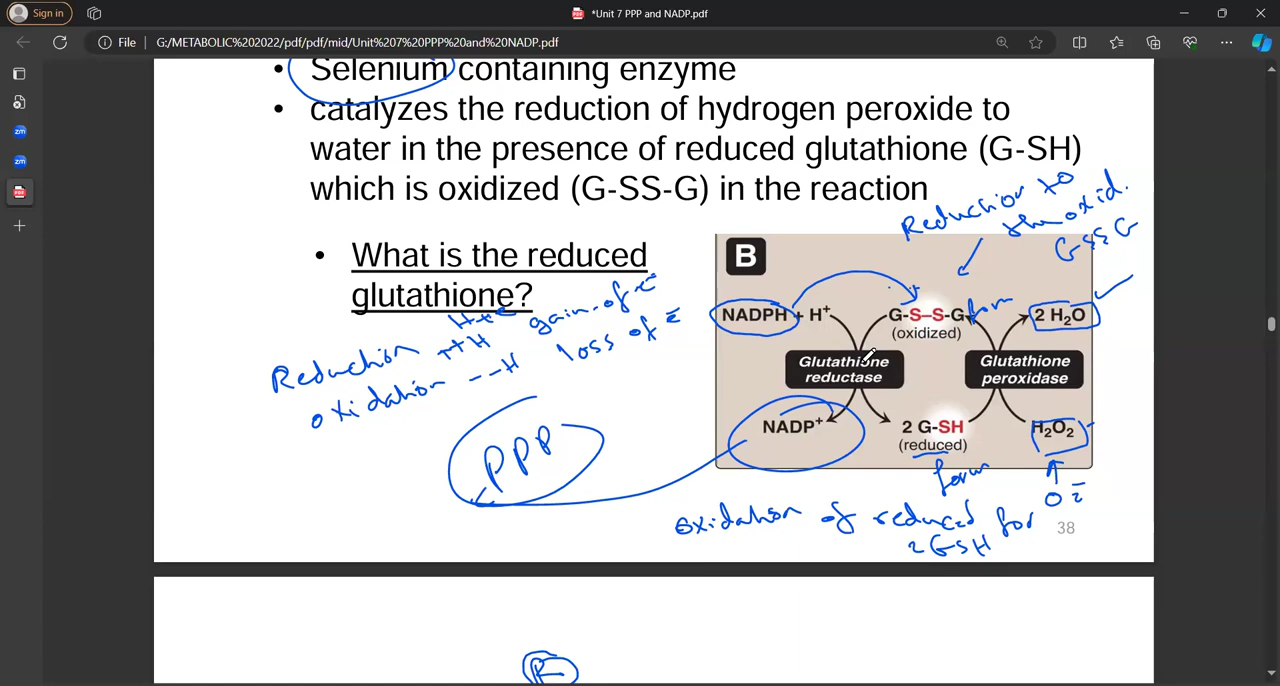 Sign in
*Unit 7 PPP and NADP.pdf
File
G:/METABOLIC%202022/pdf/pdf/mid/Unit%207%20PPP%20and%20NADP.pdf
zm
zm
• Selenium containing enzyme
• catalyzes the reduction of hydrogen peroxide to
water in the presence of reduced glutathione (G-SH)
which is oxidized (G-SS-G) in the reaction
Reduction to
the oxid.
GSSG
• What is the reduced
glutathione?
Reduction ++H gain of e
oxidation --H loss of e
PPP
B
NADPH + H+
G-S–S-G form
(oxidized)
2 H2O
Glutathione
reductase
Glutathione
peroxidase
NADP+
2 G-SH
(reduced)
form
H2O2
oxidation of reduced for
2GSH
38